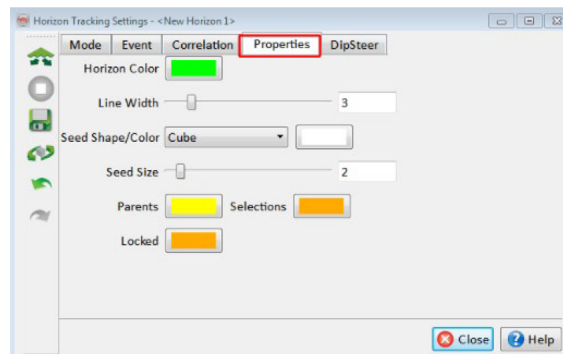 Horizon Tracking Settings - <New Horizon 1>
Mode Event Correlation Properties DipSteer
Horizon Color
Line Width 3
Seed Shape/Color Cube
Seed Size 2
Parents Selections
Locked
Close Help